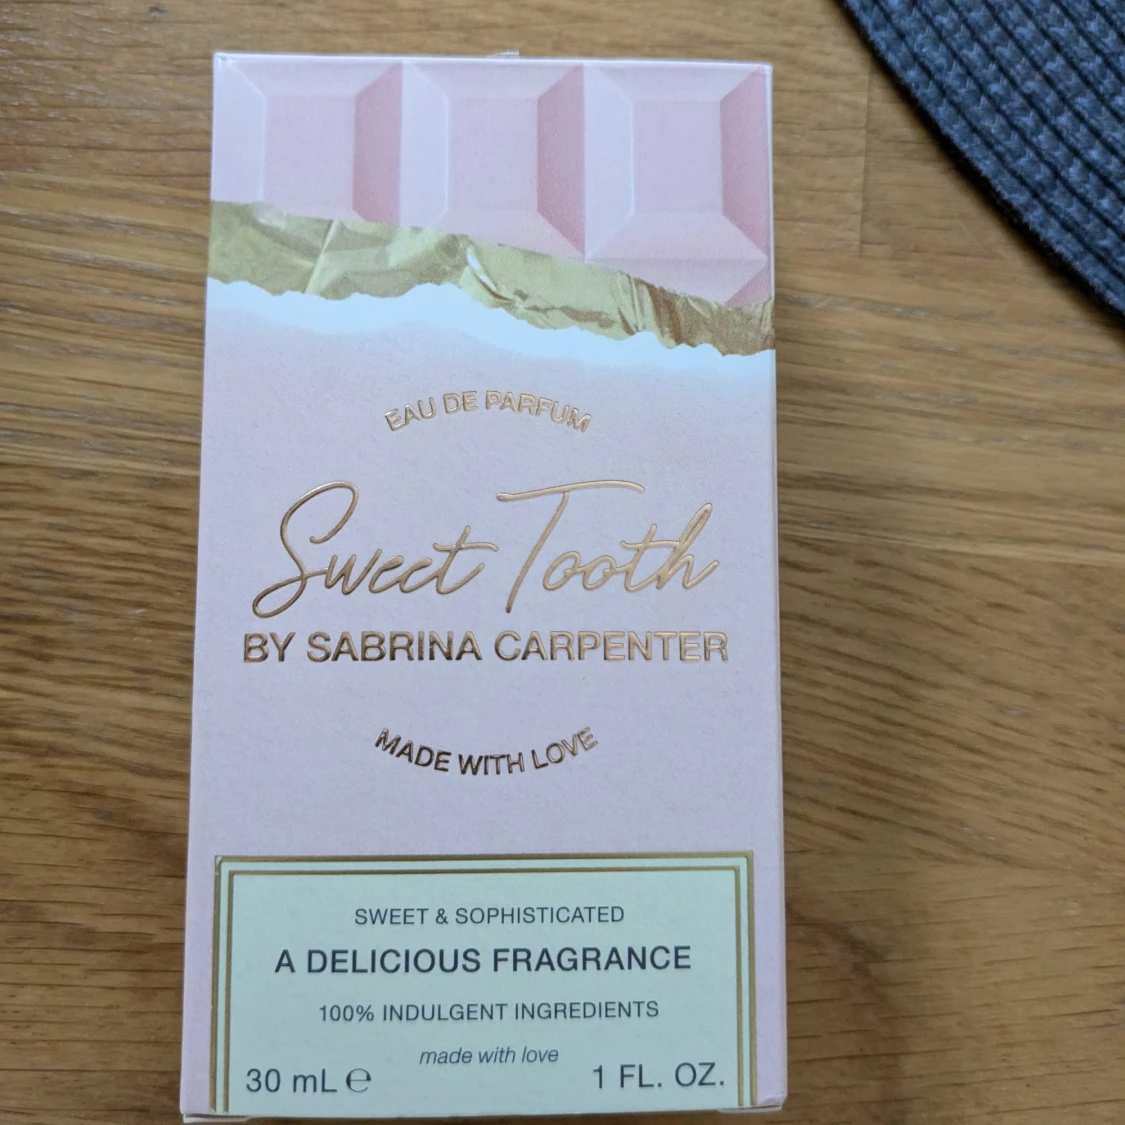 EAU DE PARFUM
Sweet Tooth
BY SABRINA CARPENTER
MADE WITH LOVE
SWEET & SOPHISTICATED
A DELICIOUS FRAGRANCE
100% INDULGENT INGREDIENTS
made with love
30 mL ℮ 1 FL. OZ.